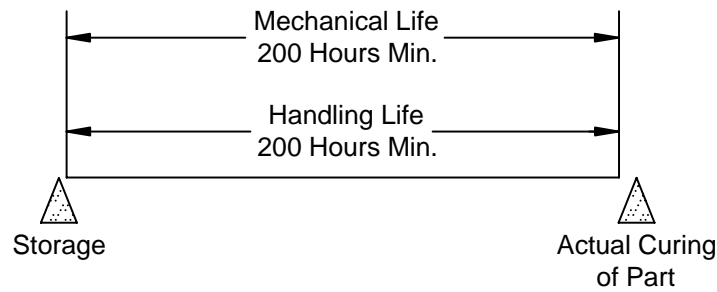 Mechanical Life
200 Hours Min.
Handling Life
200 Hours Min.
Storage
Actual Curing
of Part